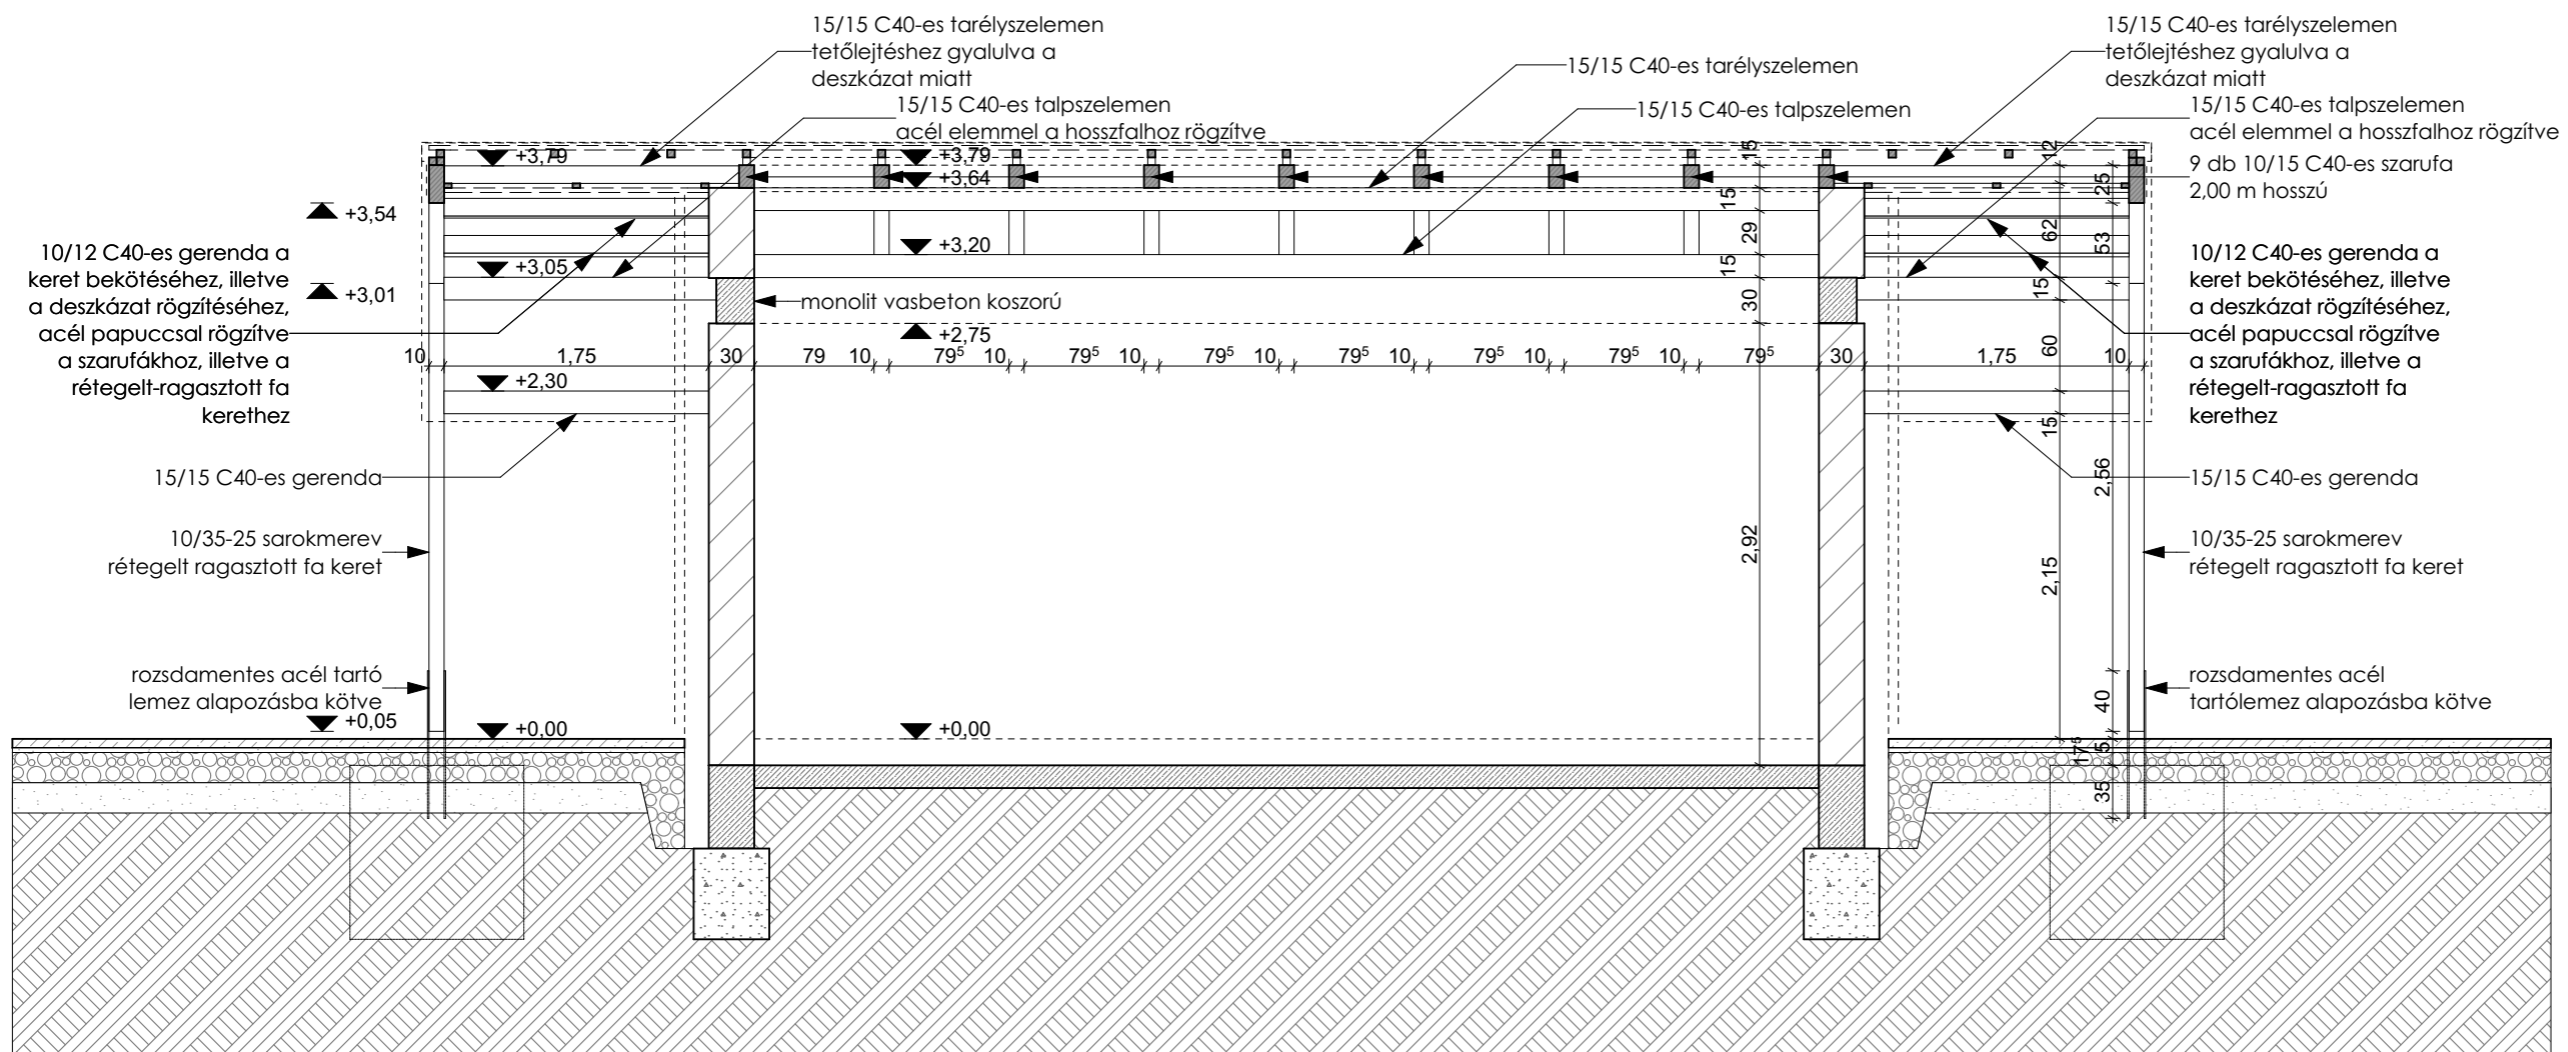 15/15 C40-es tarélyszelemen
tetőlejtéshez gyalulva a
deszkázat miatt
15/15 C40-es talpszelemen
acél elemmel a hosszfalhoz rögzítve
15/15 C40-es tarélyszelemen
15/15 C40-es talpszelemen
15/15 C40-es tarélyszelemen
tetőlejtéshez gyalulva a
deszkázat miatt
15/15 C40-es talpszelemen
acél elemmel a hosszfalhoz rögzítve
9 db 10/15 C40-es szarufa
2,00 m hosszú
+3,79
+3,79
+3,64
+3,54
+3,20
+3,05
+3,01
+2,75
+2,30
10/12 C40-es gerenda a
keret bekötéséhez, illetve
a deszkázat rögzítéséhez,
acél papuccsal rögzítve
a szarufákhoz, illetve a
rétegelt-ragasztott fa
kerethez
monolit vasbeton koszorú
10/12 C40-es gerenda a
keret bekötéséhez, illetve
a deszkázat rögzítéséhez,
acél papuccsal rögzítve
a szarufákhoz, illetve a
rétegelt-ragasztott fa
kerethez
10 1,75 30 79 10 79⁵ 10 79⁵ 10 79⁵ 10 79⁵ 10 79⁵ 10 79⁵ 10 79⁵ 30 1,75 10
15
15
29
15
30
2,92
12
62
15
60
15
2,15
17⁵
25
53
2,56
40
5
15
35
15/15 C40-es gerenda
15/15 C40-es gerenda
10/35-25 sarokmerev
rétegelt ragasztott fa keret
10/35-25 sarokmerev
rétegelt ragasztott fa keret
rozsdamentes acél tartó
lemez alapozásba kötve
rozsdamentes acél
tartólemez alapozásba kötve
+0,05
+0,00
+0,00